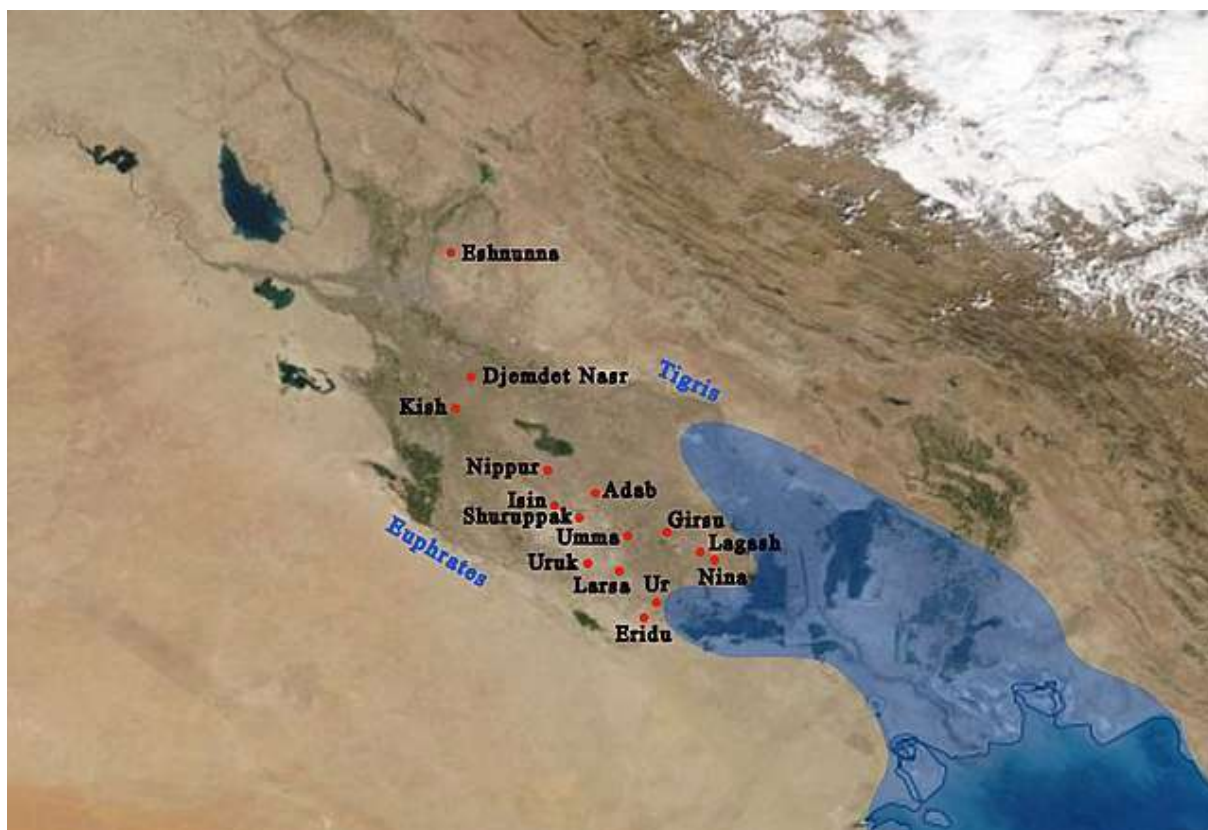 Eshnunna
Djemdet Nasr
Tigris
Kish
Nippur
Adab
Isin
Shuruppak
Girsu
Umma
Lagash
Euphrates
Uruk
Larsa
Nina
Ur
Eridu